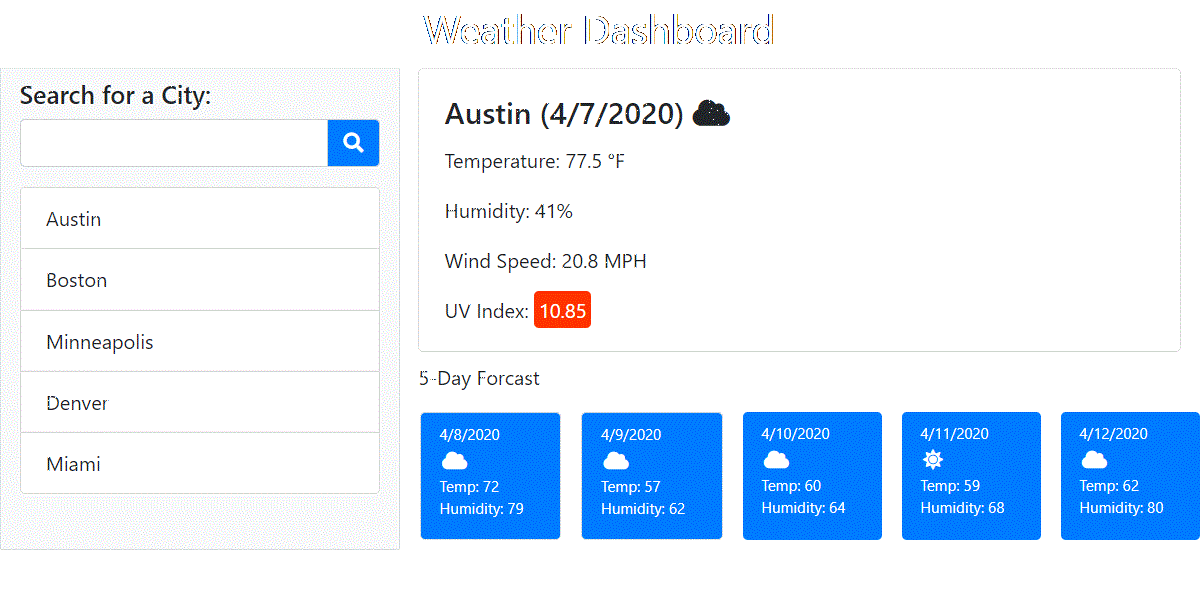 Weather Dashboard
Search for a City:
Austin
Boston
Minneapolis
Denver
Miami
Austin (4/7/2020)
Temperature: 77.5 °F
Humidity: 41%
Wind Speed: 20.8 MPH
UV Index: 10.85
5-Day Forcast
4/8/2020
Temp: 72
Humidity: 79
4/9/2020
Temp: 57
Humidity: 62
4/10/2020
Temp: 60
Humidity: 64
4/11/2020
Temp: 59
Humidity: 68
4/12/2020
Temp: 62
Humidity: 80